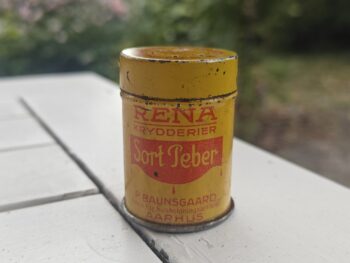 RENA
KRYDDERIER
Sort Peber
P. BAUNSGAARD
AARHUS